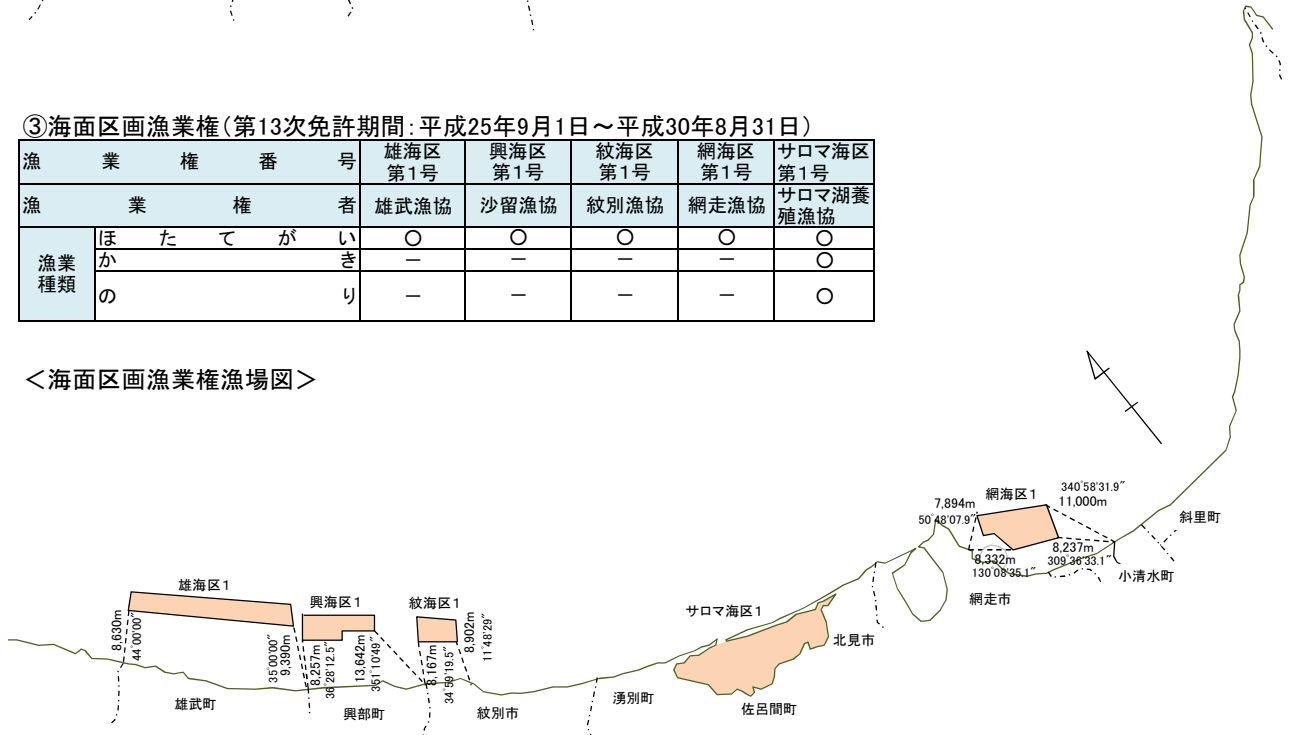 ③海面区画漁業権（第13次免許期間：平成25年9月1日～平成30年8月31日）
漁業権番号 雄海区第1号 興海区第1号 紋海区第1号 網海区第1号 サロマ海区第1号
漁業権者 雄武漁協 沙留漁協 紋別漁協 網走漁協 サロマ湖養殖漁協
漁業種類
ほたてがい ○ ○ ○ ○ ○
かき － － － － ○
のり － － － － ○
＜海面区画漁業権漁場図＞
340°58′31.9″
網海区1
11,000m
7,894m
50°48′07.9″
斜里町
8,237m
309°36′33.1″
8,332m
130°08′35.1″
小清水町
網走市
雄海区1
興海区1
紋海区1
サロマ海区1
北見市
8,630m
44°00′00″
35°00′00″
9,390m
8,257m
36°28′12.5″
13,642m
351°10′49″
8,167m
34°59′19.5″
8,902m
11°48′29″
雄武町
興部町
紋別市
湧別町
佐呂間町